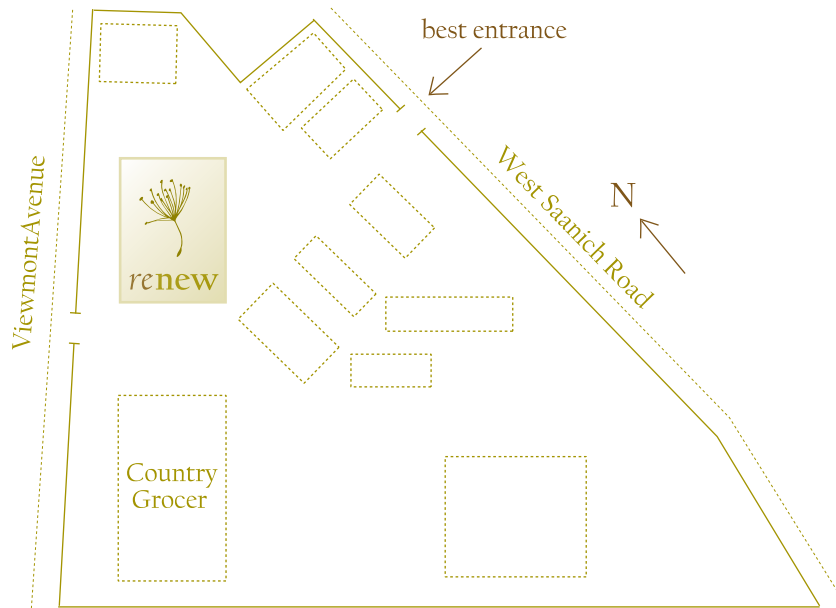 best entrance
West Saanich Road
N
ViewmontAvenue
renew
Country
Grocer